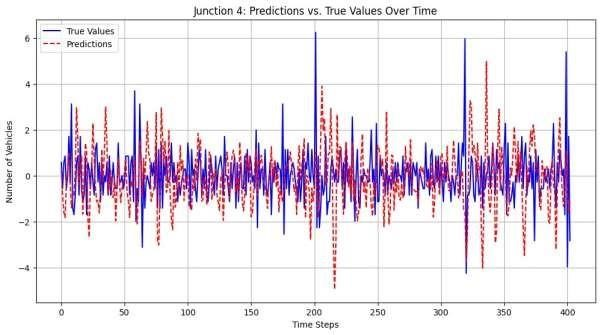 Junction 4: Predictions vs. True Values Over Time
True Values
Predictions
Number of Vehicles
6
4
2
0
−2
−4
0 50 100 150 200 250 300 350 400
Time Steps